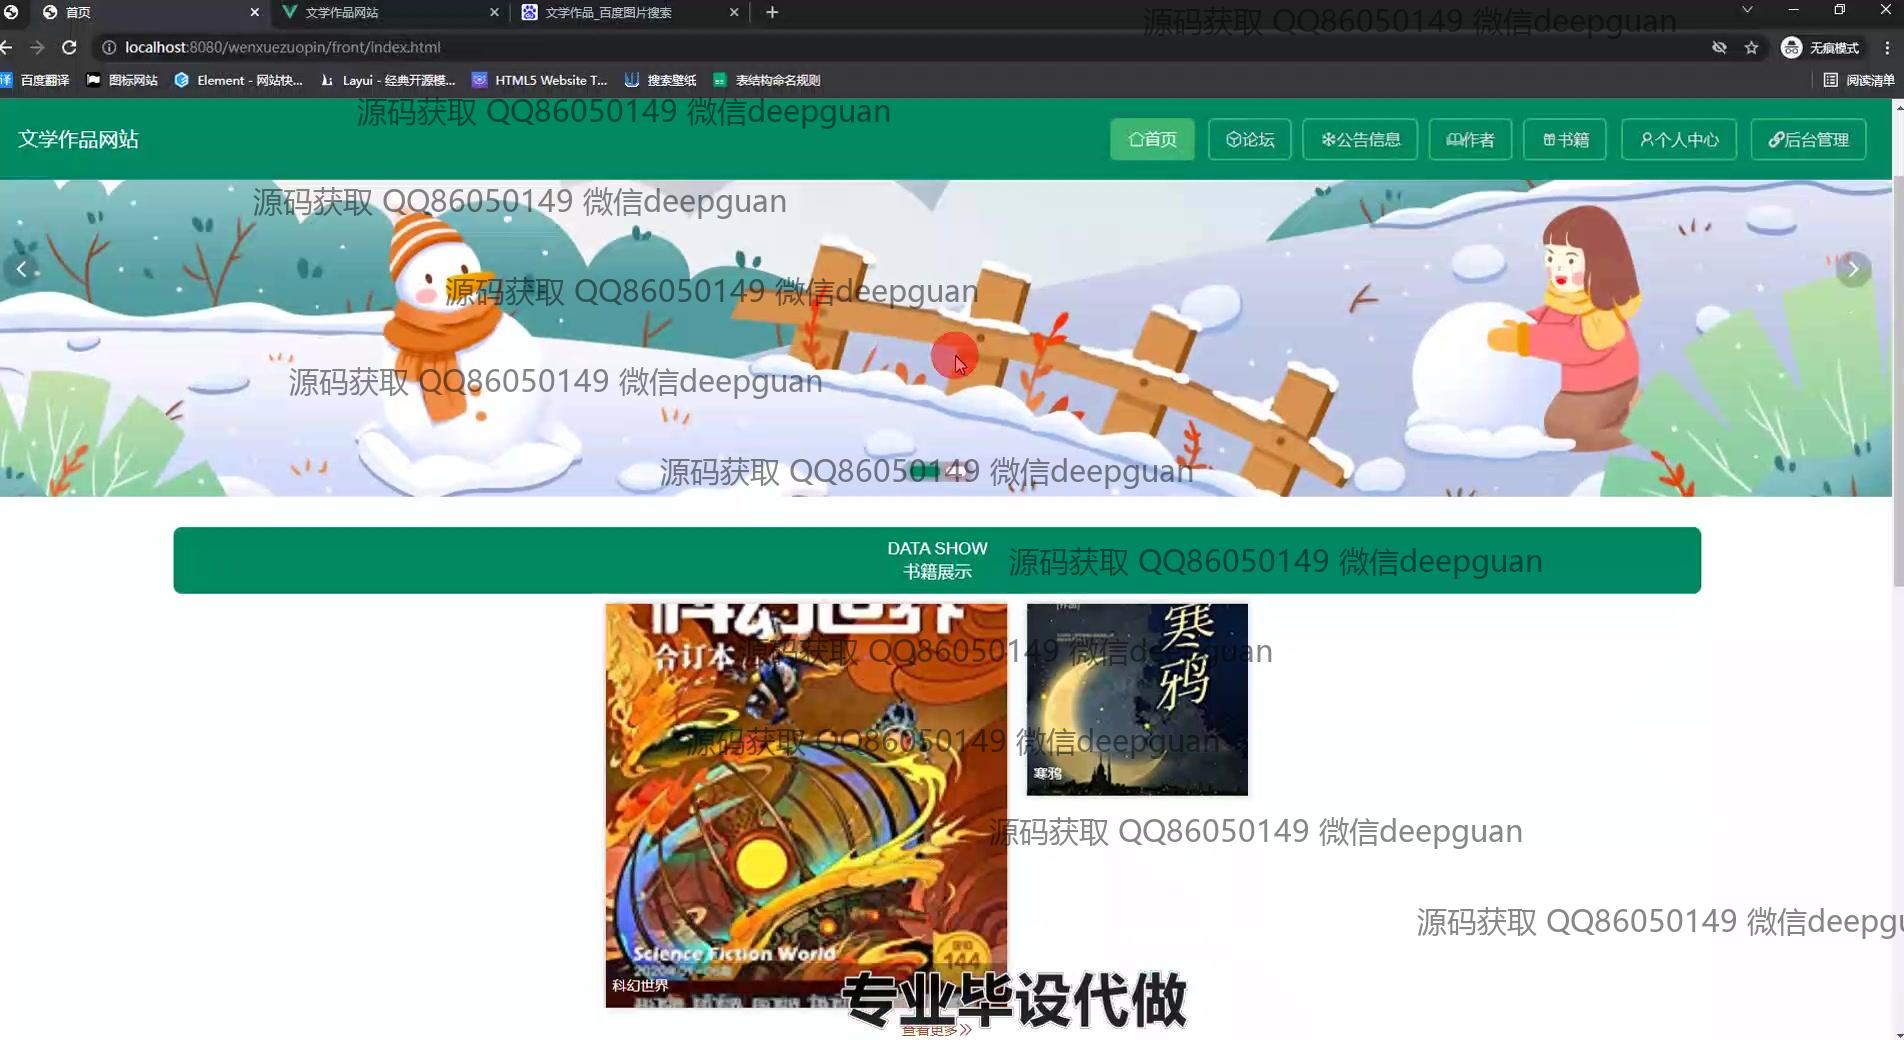 首页
文学作品网站
文学作品_百度图片搜索
源码获取 QQ86050149 微信deepguan
localhost:8080/wenxuezuopin/front/index.html
无痕模式
译 百度翻译 图标网站 Element - 网站快... Layui - 经典开源模... HTML5 Website T... 搜索壁纸 表结构命名规则 阅读清单
源码获取 QQ86050149 微信deepguan
文学作品网站
首页 论坛 公告信息 作者 书籍 个人中心 后台管理
源码获取 QQ86050149 微信deepguan
源码获取 QQ86050149 微信deepguan
源码获取 QQ86050149 微信deepguan
源码获取 QQ86050149 微信deepguan
DATA SHOW
书籍展示
源码获取 QQ86050149 微信deepguan
科幻世界
合订本
寒鸦
源码获取 QQ86050149 微信deepguan
源码获取 QQ86050149 微信deepguan
寒鸦
源码获取 QQ86050149 微信deepguan
源码获取 QQ86050149 微信deepgu
Science Fiction World
144
科幻世界
专业毕设代做
查看更多